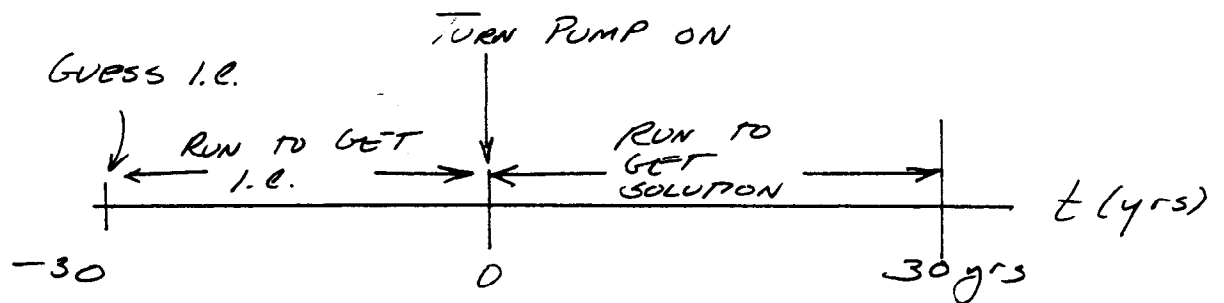 TURN PUMP ON
GUESS I.C.
RUN TO GET
I.C.
RUN TO
GET
SOLUTION
t (yrs)
-30
0
30 yrs